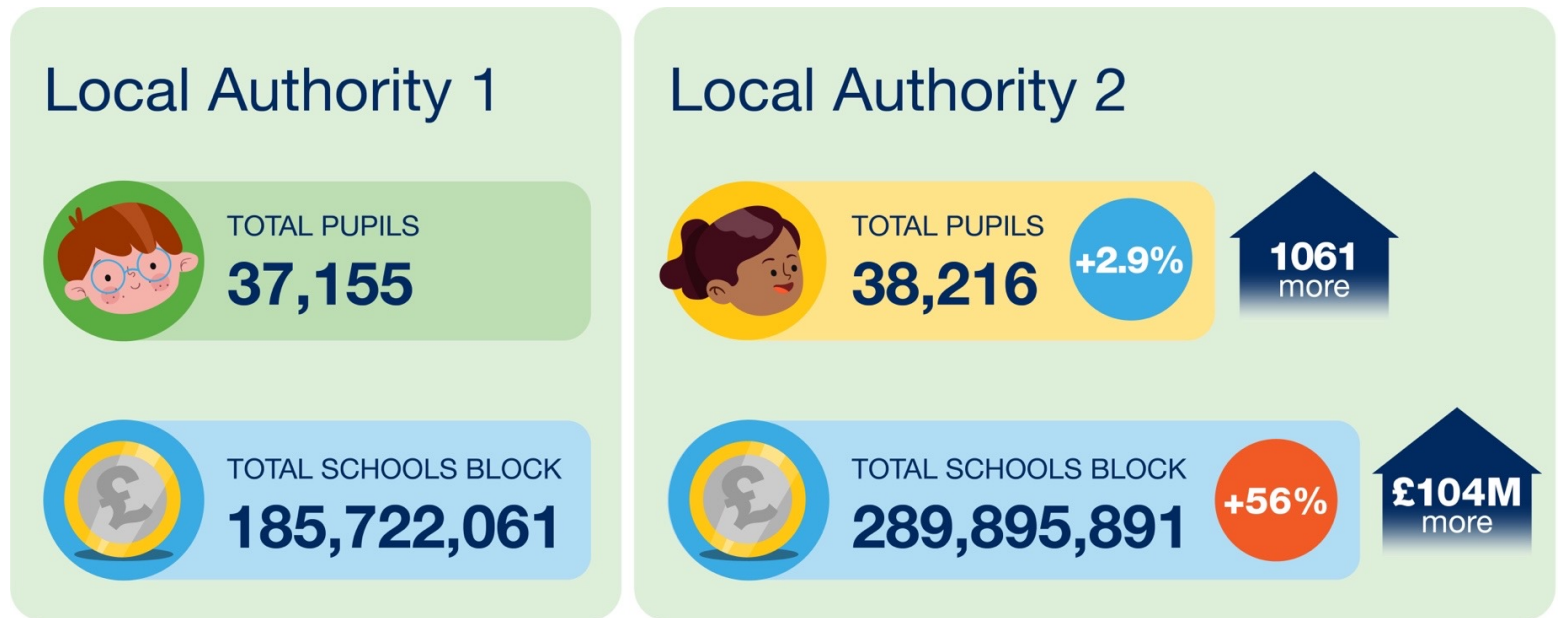 Local Authority 1
TOTAL PUPILS
37,155
£
TOTAL SCHOOLS BLOCK
185,722,061
Local Authority 2
TOTAL PUPILS
38,216
+2.9%
1061
more
£
TOTAL SCHOOLS BLOCK
289,895,891
+56%
£104M
more